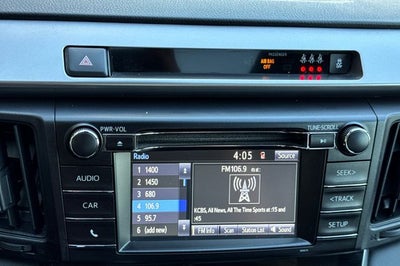 PASSENGER
AIR BAG
OFF
PWR•VOL
TUNE•SCROLL
Radio
4:05
Source
1 1400
2 1450
3 680
4 106.9
5 95.7
6 (add new)
FM106.9
KCBS, All News, All The Time Sports at :15 and
:45
FM Info
Scan
Station List
Sound
AUDIO
CAR
SEEK>
<TRACK
SETUP